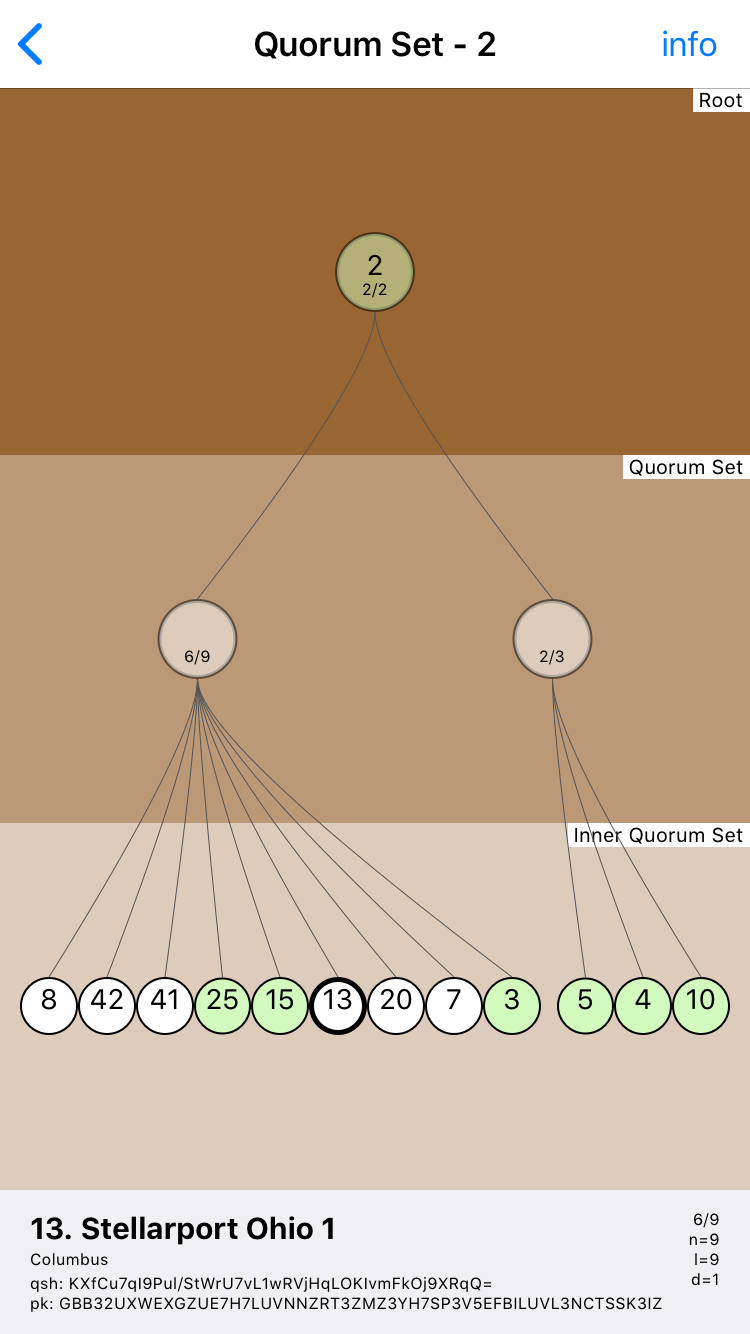 Quorum Set - 2
info
Root
2
2/2
Quorum Set
6/9
2/3
Inner Quorum Set
8 42 41 25 15 13 20 7 3 5 4 10
13. Stellarport Ohio 1
6/9
Columbus
n=9
l=9
qsh: KXfCu7qI9Pul/StWrU7vL1wRVjHqLOKIvmFkOj9XRqQ=
d=1
pk: GBB32UXWEXGZUE7H7LUVNNZRT3ZMZ3YH7SP3V5EFBILUVL3NCTSSK3IZ